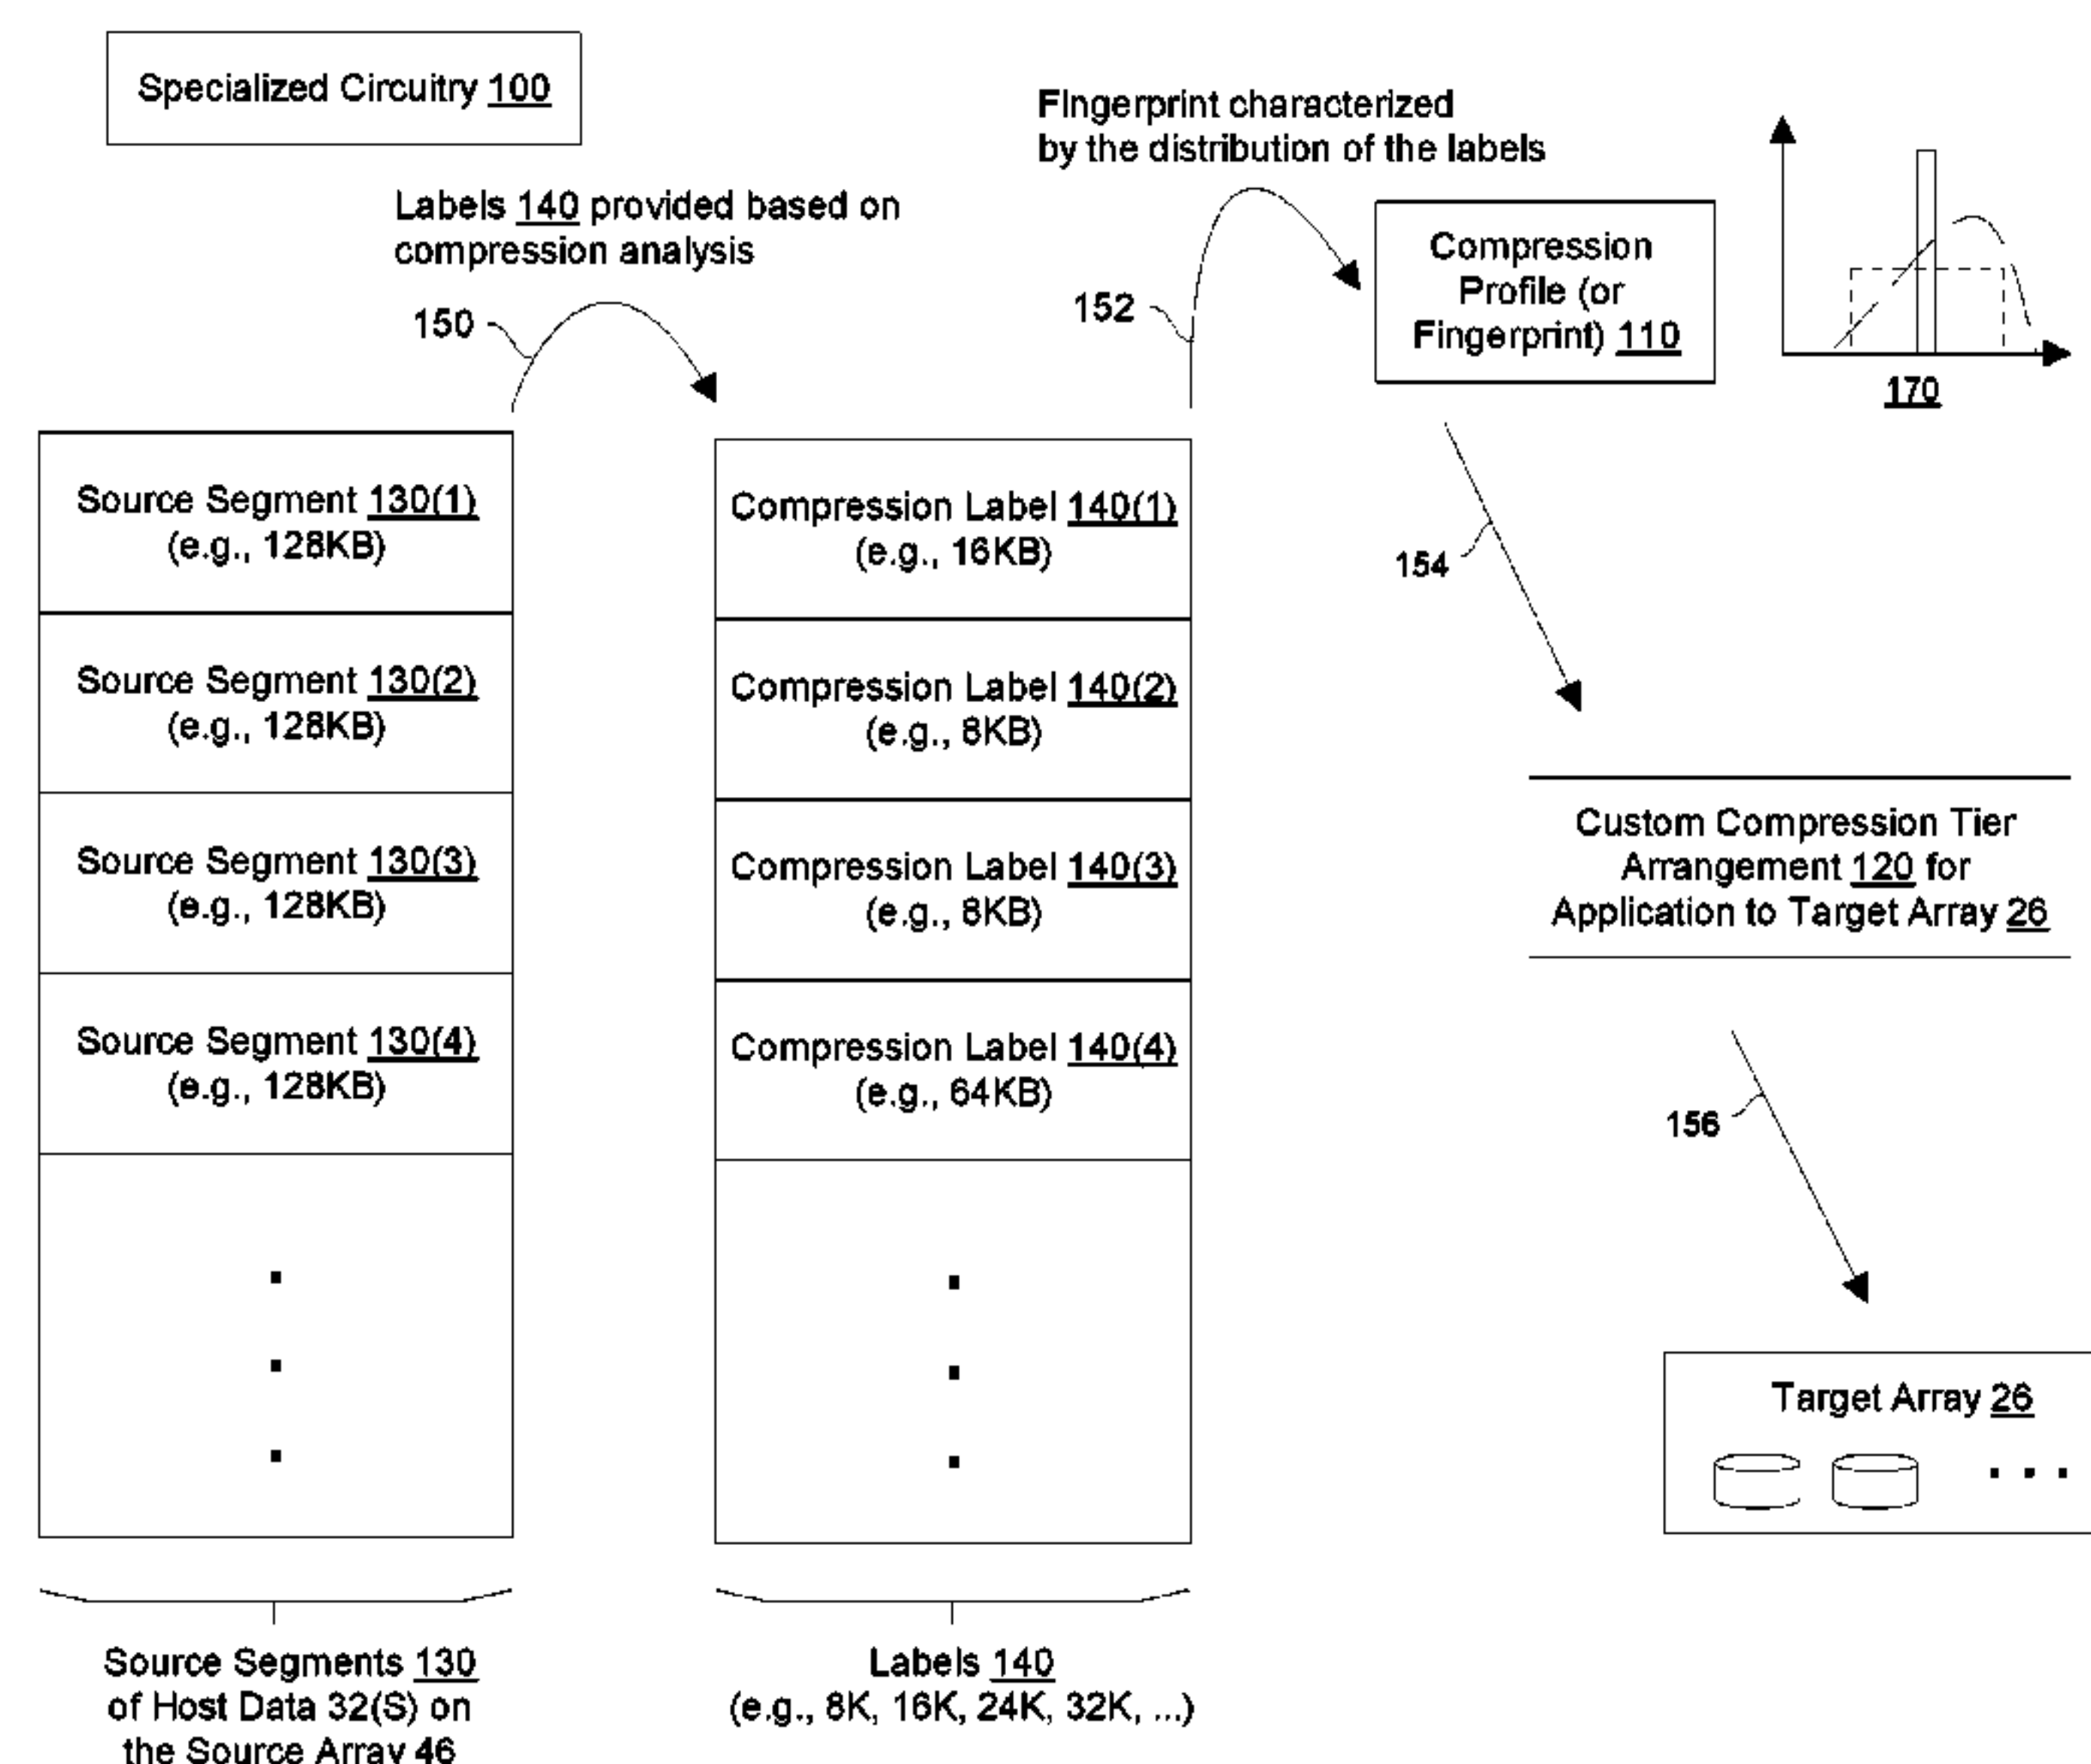 Specialized Circuitry 100
Labels 140 provided based on
compression analysis
150
Fingerprint characterized
by the distribution of the labels
152
Compression
Profile (or
Fingerprint) 110
170
154
Source Segment 130(1)
(e.g., 128KB)
Source Segment 130(2)
(e.g., 128KB)
Source Segment 130(3)
(e.g., 128KB)
Source Segment 130(4)
(e.g., 128KB)
Compression Label 140(1)
(e.g., 16KB)
Compression Label 140(2)
(e.g., 8KB)
Compression Label 140(3)
(e.g., 8KB)
Compression Label 140(4)
(e.g., 64KB)
Custom Compression Tier
Arrangement 120 for
Application to Target Array 26
156
Target Array 26
Source Segments 130
of Host Data 32(S) on
the Source Array 46
Labels 140
(e.g., 8K, 16K, 24K, 32K, ...)